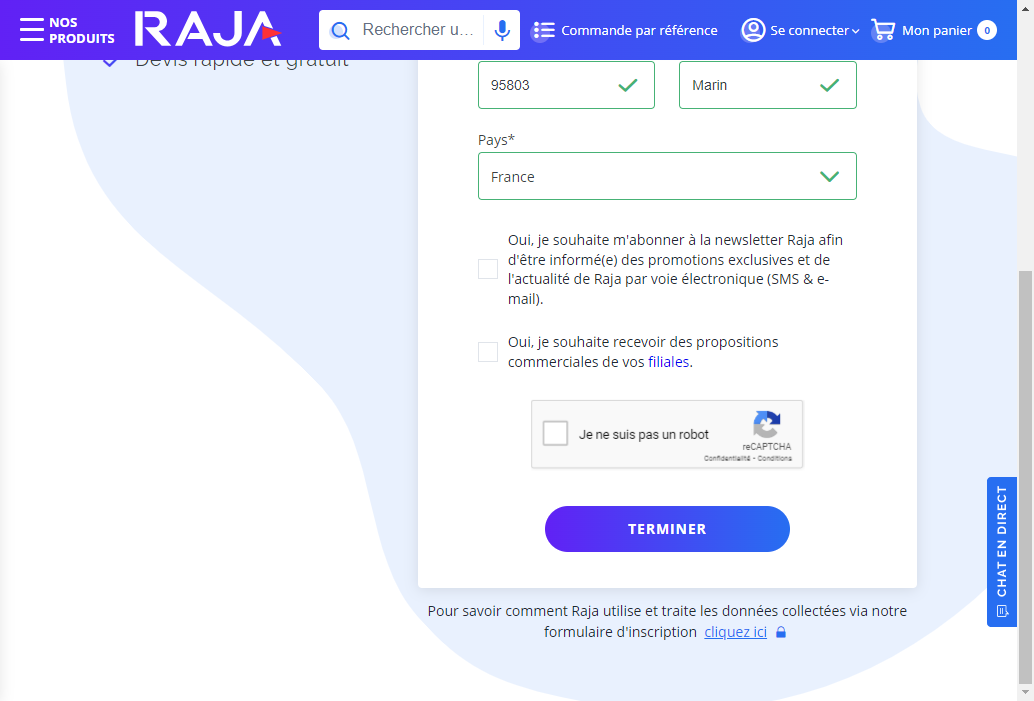 NOS
PRODUITS
RAJA
Rechercher u...
Commande par référence
Se connecter
Mon panier
0
Devis rapide et gratuit
95803
Marin
Pays*
France
Oui, je souhaite m'abonner à la newsletter Raja afin
d'être informé(e) des promotions exclusives et de
l'actualité de Raja par voie électronique (SMS & e-
mail).
Oui, je souhaite recevoir des propositions
commerciales de vos filiales.
Je ne suis pas un robot
reCAPTCHA
Confidentialité - Conditions
TERMINER
CHAT EN DIRECT
Pour savoir comment Raja utilise et traite les données collectées via notre
formulaire d'inscription cliquez ici